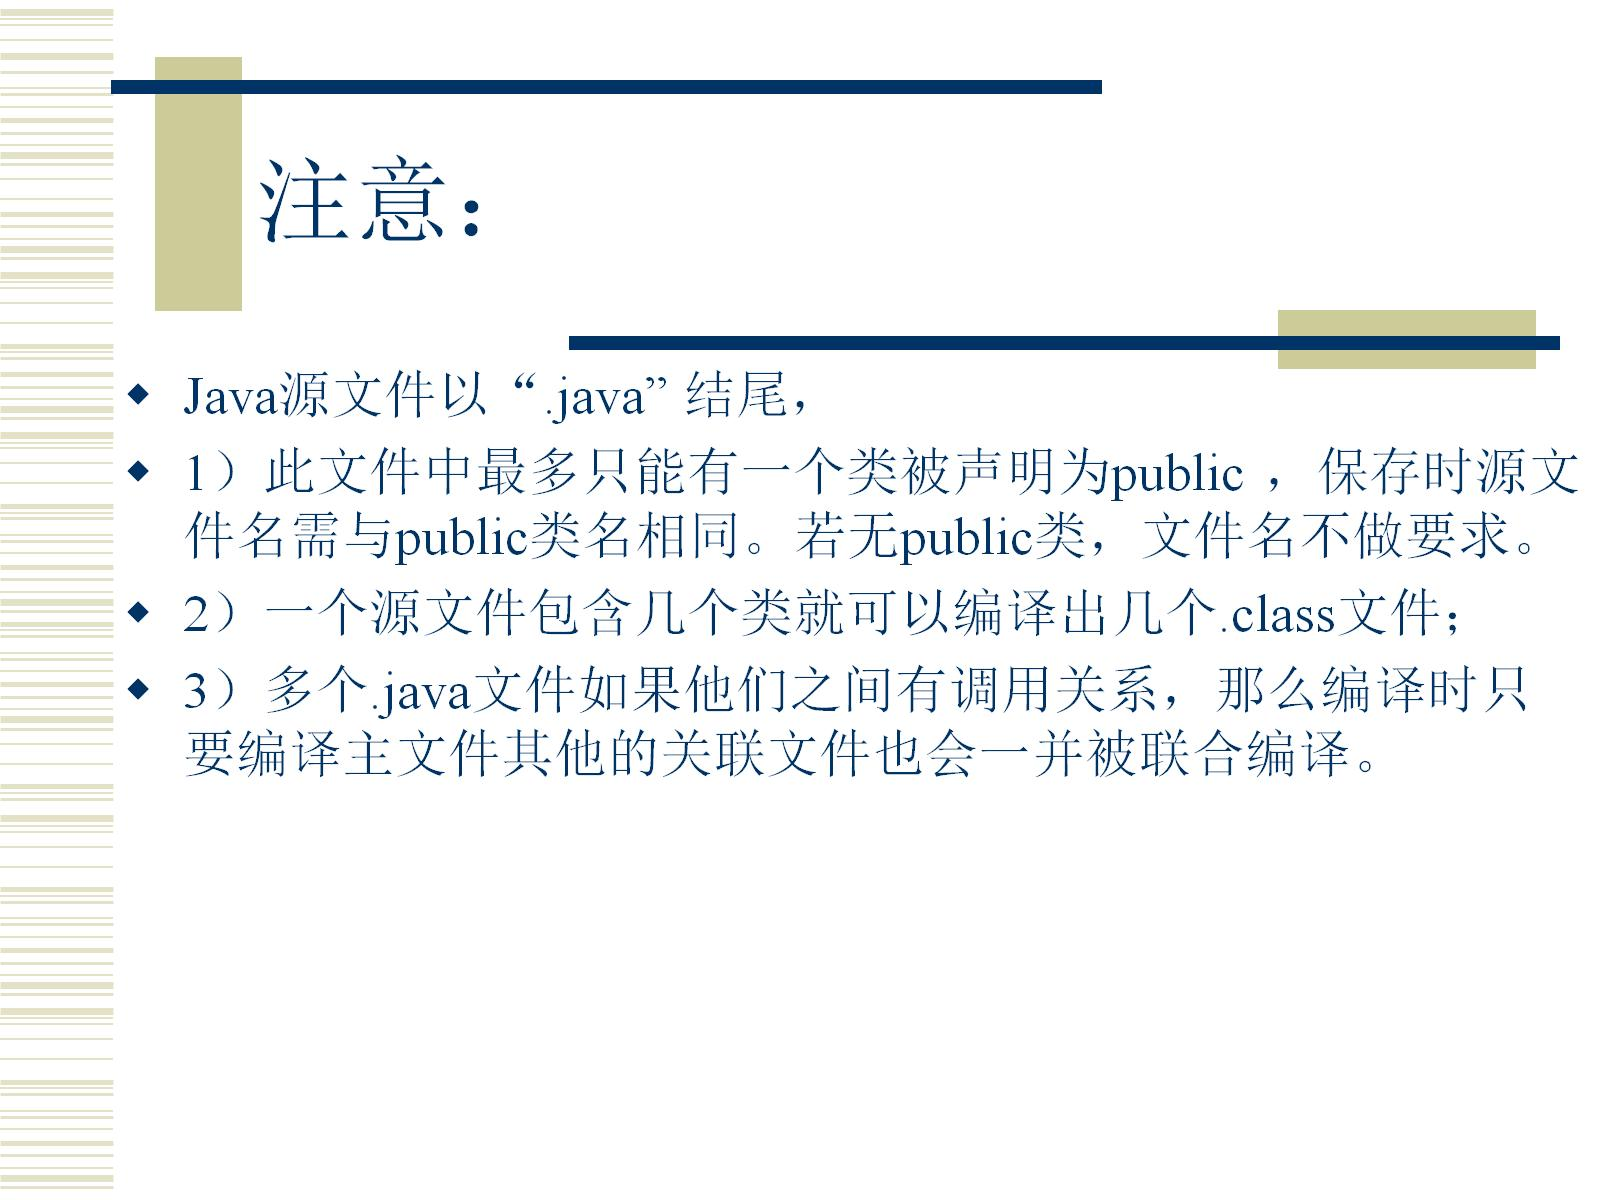 注意：
Java源文件以“.java” 结尾，
1）此文件中最多只能有一个类被声明为public ，保存时源文
件名需与public类名相同。若无public类，文件名不做要求。
2）一个源文件包含几个类就可以编译出几个.class文件；
3）多个.java文件如果他们之间有调用关系，那么编译时只
要编译主文件其他的关联文件也会一并被联合编译。